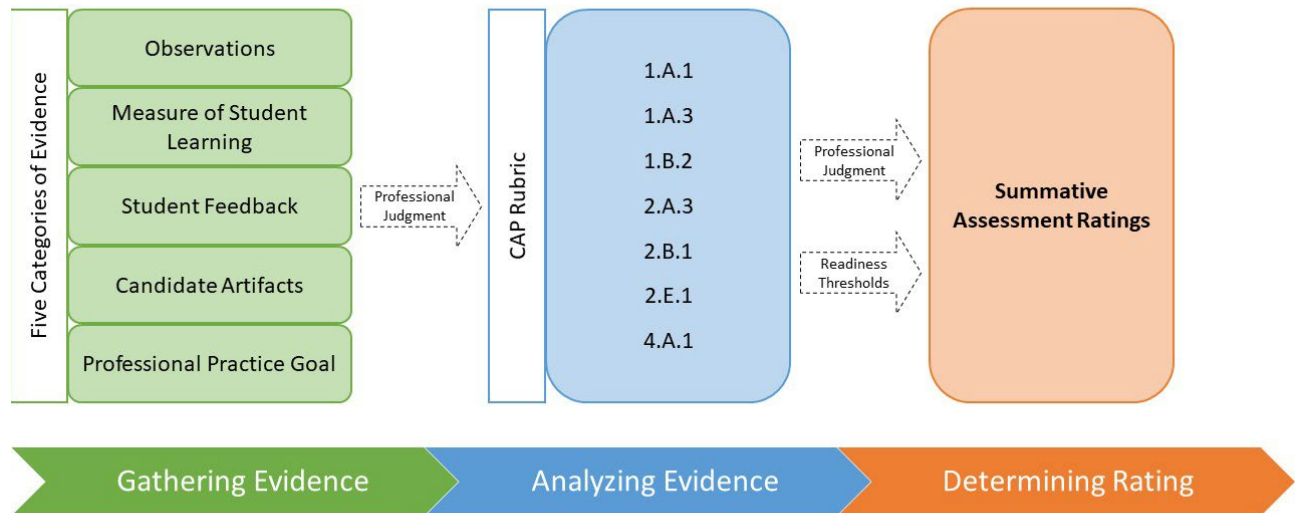 Five Categories of Evidence
Observations
Measure of Student
Learning
Student Feedback
Candidate Artifacts
Professional Practice Goal
Professional
Judgment
CAP Rubric
1.A.1
1.A.3
1.B.2
2.A.3
2.B.1
2.E.1
4.A.1
Professional
Judgment
Readiness
Thresholds
Summative
Assessment Ratings
Gathering Evidence
Analyzing Evidence
Determining Rating